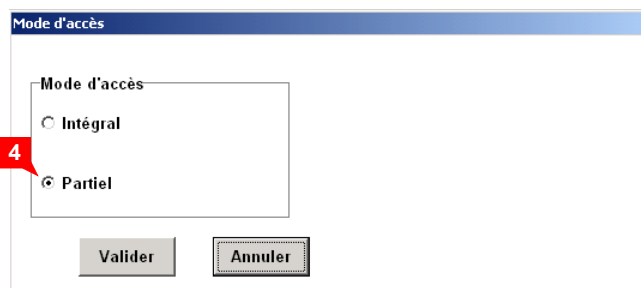 Mode d'accès
Mode d'accès
Intégral
4
Partiel
Valider Annuler